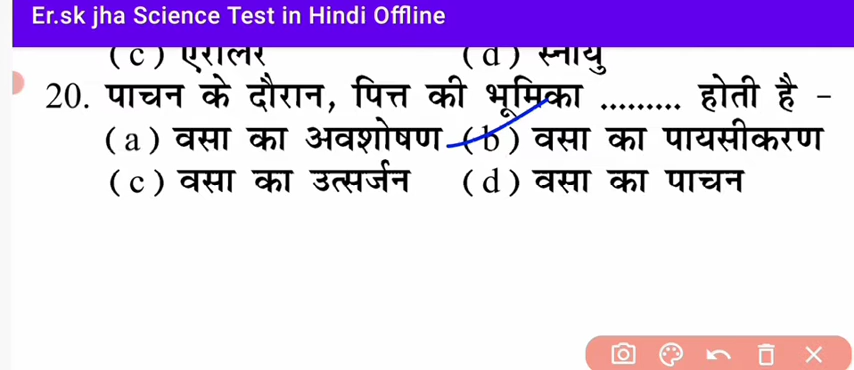 Er.sk jha Science Test in Hindi Offline
(c) एरोलर (d) स्नायु
20. पाचन के दौरान, पित्त की भूमिका ......... होती है -
(a) वसा का अवशोषण (b) वसा का पायसीकरण
(c) वसा का उत्सर्जन (d) वसा का पाचन